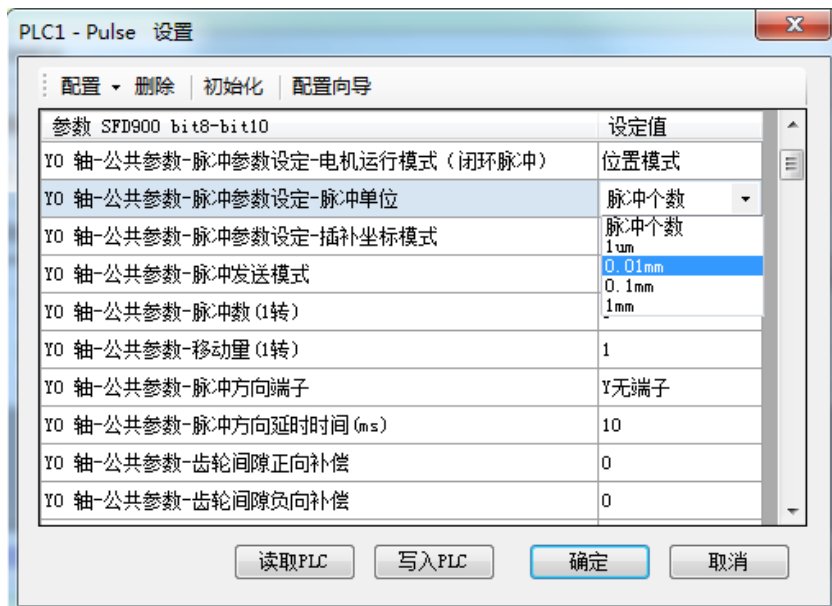 PLC1 - Pulse 设置
配置 删除 初始化 配置向导
参数 SFD900 bit8-bit10 设定值
Y0 轴-公共参数-脉冲参数设定-电机运行模式（闭环脉冲） 位置模式
Y0 轴-公共参数-脉冲参数设定-脉冲单位 脉冲个数
脉冲个数
1um
Y0 轴-公共参数-脉冲参数设定-插补坐标模式
0.01mm
Y0 轴-公共参数-脉冲发送模式
0.1mm
1mm
Y0 轴-公共参数-脉冲数(1转)
Y0 轴-公共参数-移动量(1转) 1
Y0 轴-公共参数-脉冲方向端子 Y无端子
Y0 轴-公共参数-脉冲方向延时时间(ms) 10
Y0 轴-公共参数-齿轮间隙正向补偿 0
Y0 轴-公共参数-齿轮间隙负向补偿 0
读取PLC 写入PLC 确定 取消